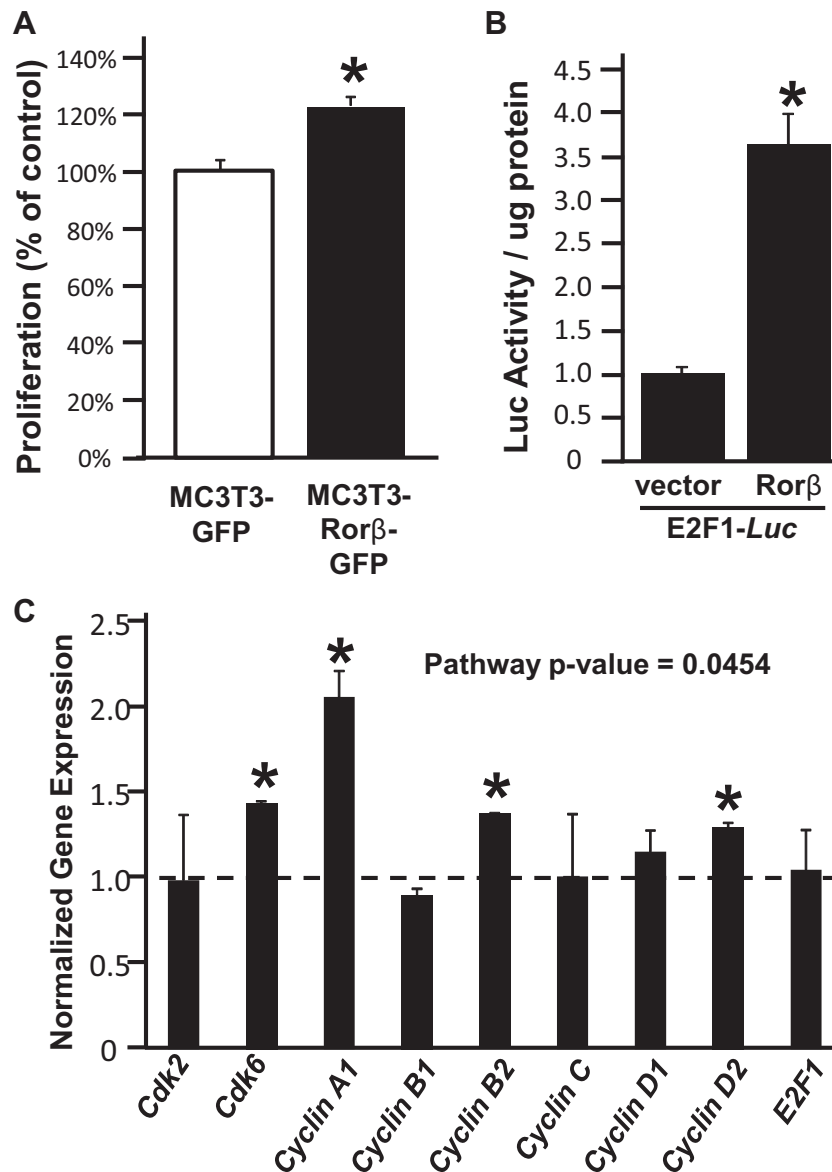 A
Proliferation (% of control)
140%
120%
100%
80%
60%
40%
20%
0%
*
MC3T3-
GFP
MC3T3-
Rorβ-
GFP
B
Luc Activity / ug protein
4.5
4.0
3.5
3.0
2.5
2.0
1.5
1.0
0.5
0
*
vector
Rorβ
E2F1-Luc
C
Normalized Gene Expression
2.5
2.0
1.5
1.0
0.5
0
Pathway p-value = 0.0454
*
*
*
*
Cdk2
Cdk6
Cyclin A1
Cyclin B1
Cyclin B2
Cyclin C
Cyclin D1
Cyclin D2
E2F1